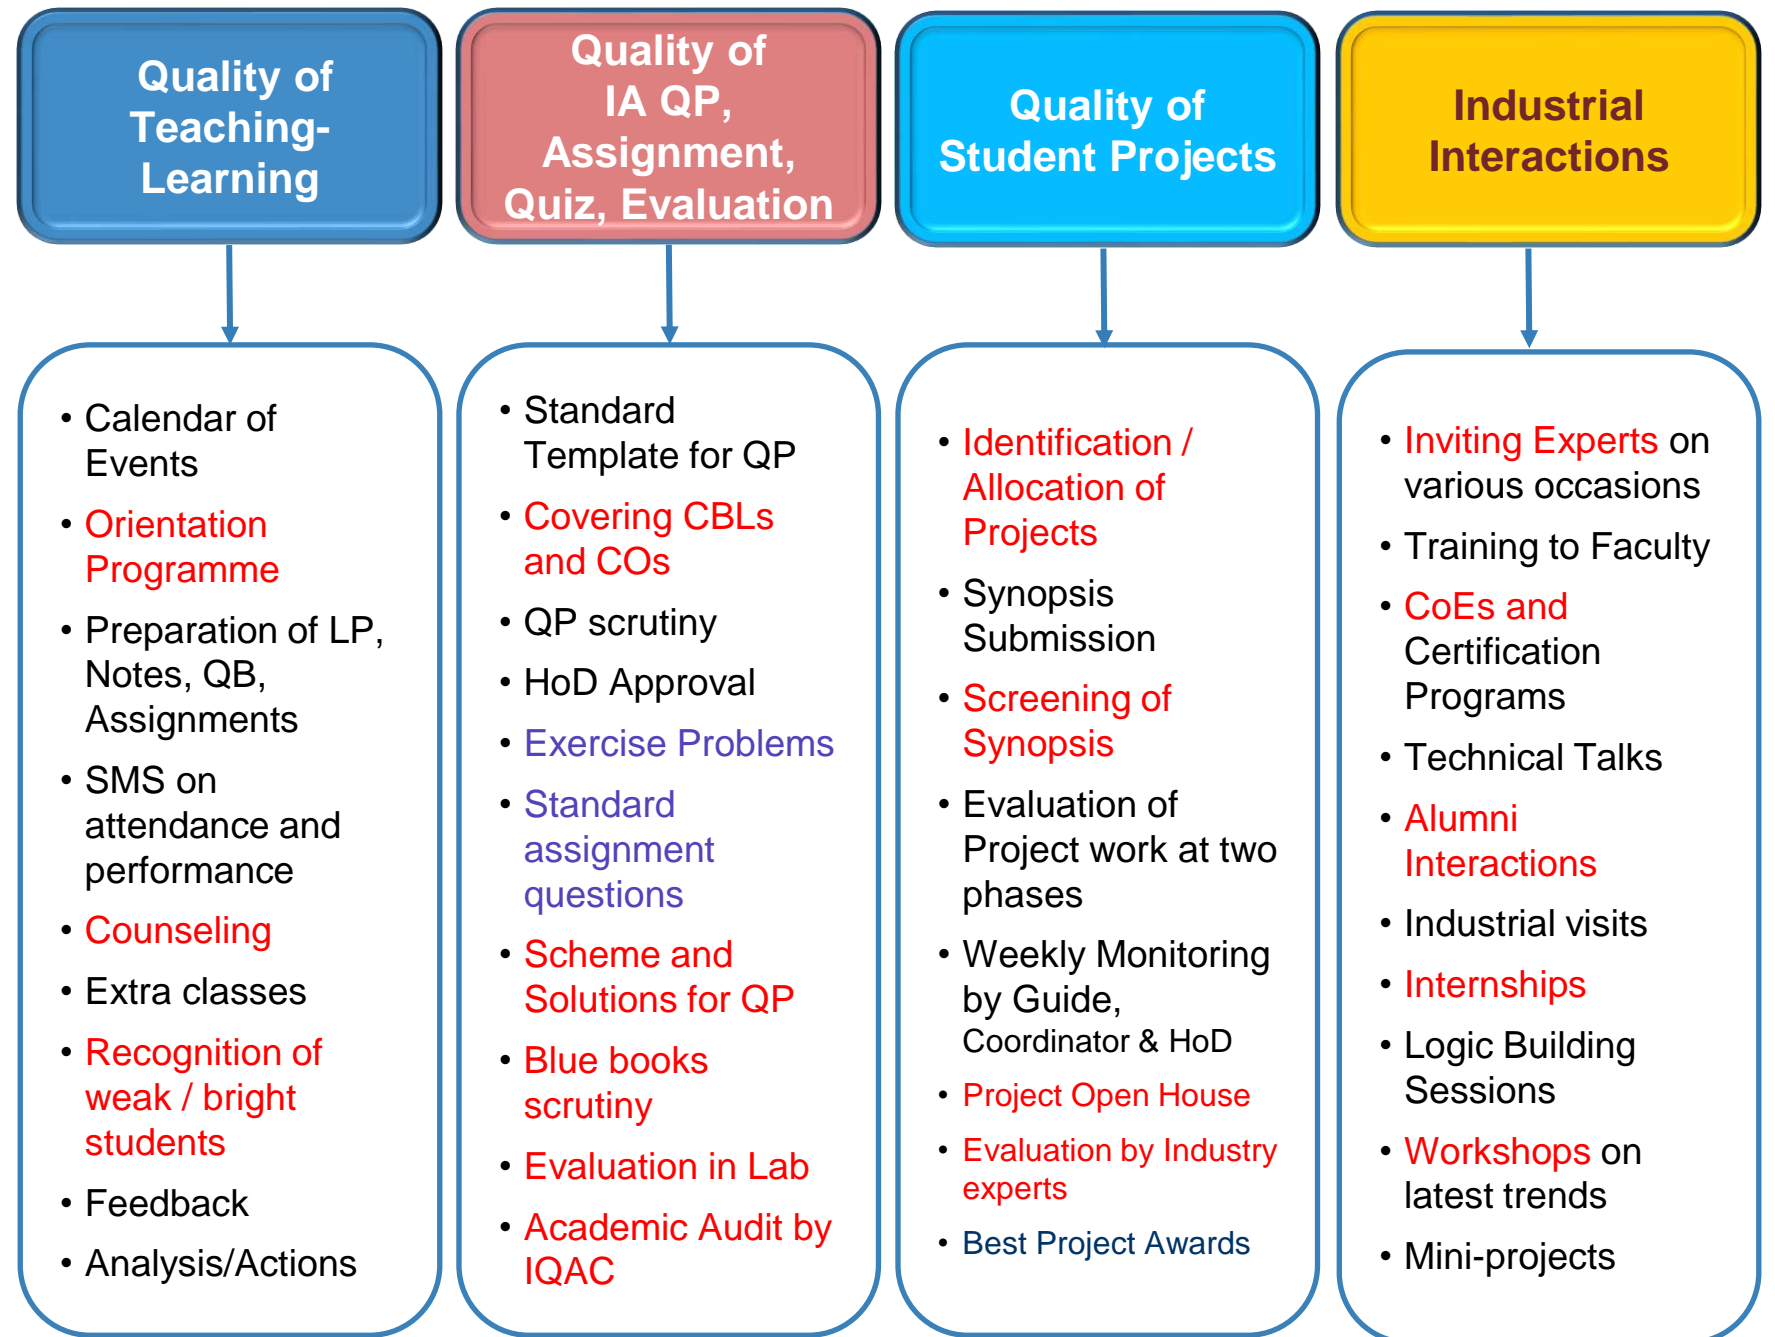 Quality of
Teaching-
Learning
Quality of
IA QP,
Assignment,
Quiz, Evaluation
Quality of
Student Projects
Industrial
Interactions
• Calendar of
Events
• Orientation
Programme
• Preparation of LP,
Notes, QB,
Assignments
• SMS on
attendance and
performance
• Counseling
• Extra classes
• Recognition of
weak / bright
students
• Feedback
• Analysis/Actions
• Standard
Template for QP
• Covering CBLs
and COs
• QP scrutiny
• HoD Approval
• Exercise Problems
• Standard
assignment
questions
• Scheme and
Solutions for QP
• Blue books
scrutiny
• Evaluation in Lab
• Academic Audit by
IQAC
• Identification /
Allocation of
Projects
• Synopsis
Submission
• Screening of
Synopsis
• Evaluation of
Project work at two
phases
• Weekly Monitoring
by Guide,
Coordinator & HoD
• Project Open House
• Evaluation by Industry
experts
• Best Project Awards
• Inviting Experts on
various occasions
• Training to Faculty
• CoEs and
Certification
Programs
• Technical Talks
• Alumni
Interactions
• Industrial visits
• Internships
• Logic Building
Sessions
• Workshops on
latest trends
• Mini-projects